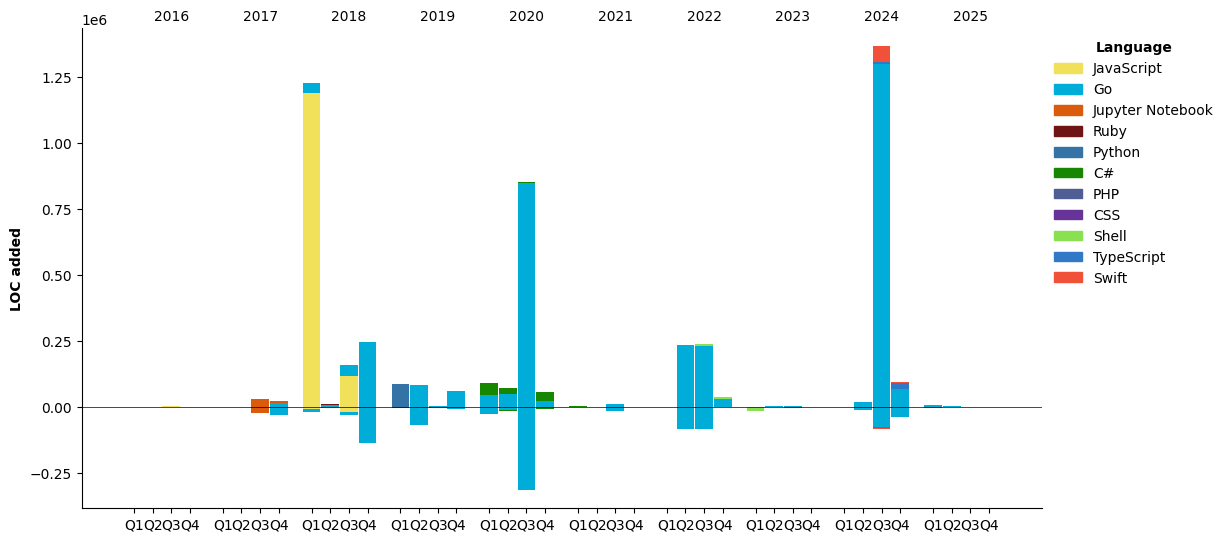 1e6
2016 2017 2018 2019 2020 2021 2022 2023 2024 2025
LOC added
1.25
1.00
0.75
0.50
0.25
0.00
−0.25
Q1Q2Q3Q4 Q1Q2Q3Q4 Q1Q2Q3Q4 Q1Q2Q3Q4 Q1Q2Q3Q4 Q1Q2Q3Q4 Q1Q2Q3Q4 Q1Q2Q3Q4 Q1Q2Q3Q4 Q1Q2Q3Q4
Language
JavaScript
Go
Jupyter Notebook
Ruby
Python
C#
PHP
CSS
Shell
TypeScript
Swift